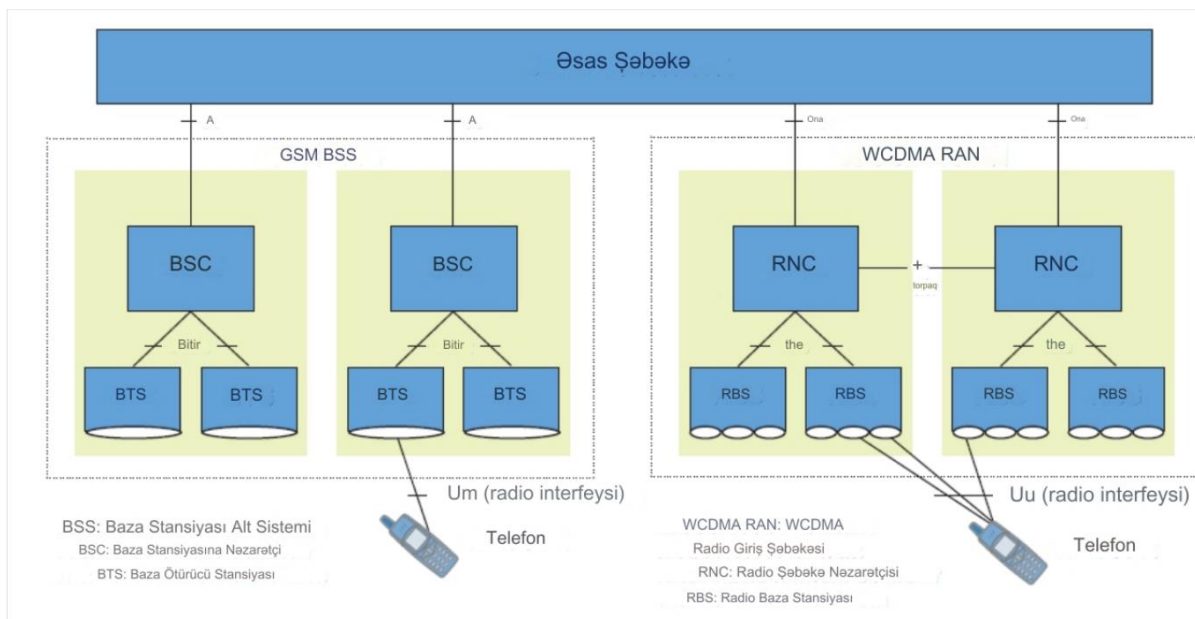 Əsas Şəbəkə
A
A
Ona
Ona
GSM BSS
WCDMA RAN
BSC
BSC
RNC
+
torpaq
RNC
Bitir
Bitir
the
the
BTS
BTS
BTS
BTS
RBS
RBS
RBS
RBS
Um (radio interfeysi)
Uu (radio interfeysi)
BSS: Baza Stansiyası Alt Sistemi
BSC: Baza Stansiyasına Nəzarətçi
BTS: Baza Ötürücü Stansiyası
Telefon
WCDMA RAN: WCDMA
Radio Giriş Şəbəkəsi
RNC: Radio Şəbəkə Nəzarətçisi
RBS: Radio Baza Stansiyası
Telefon